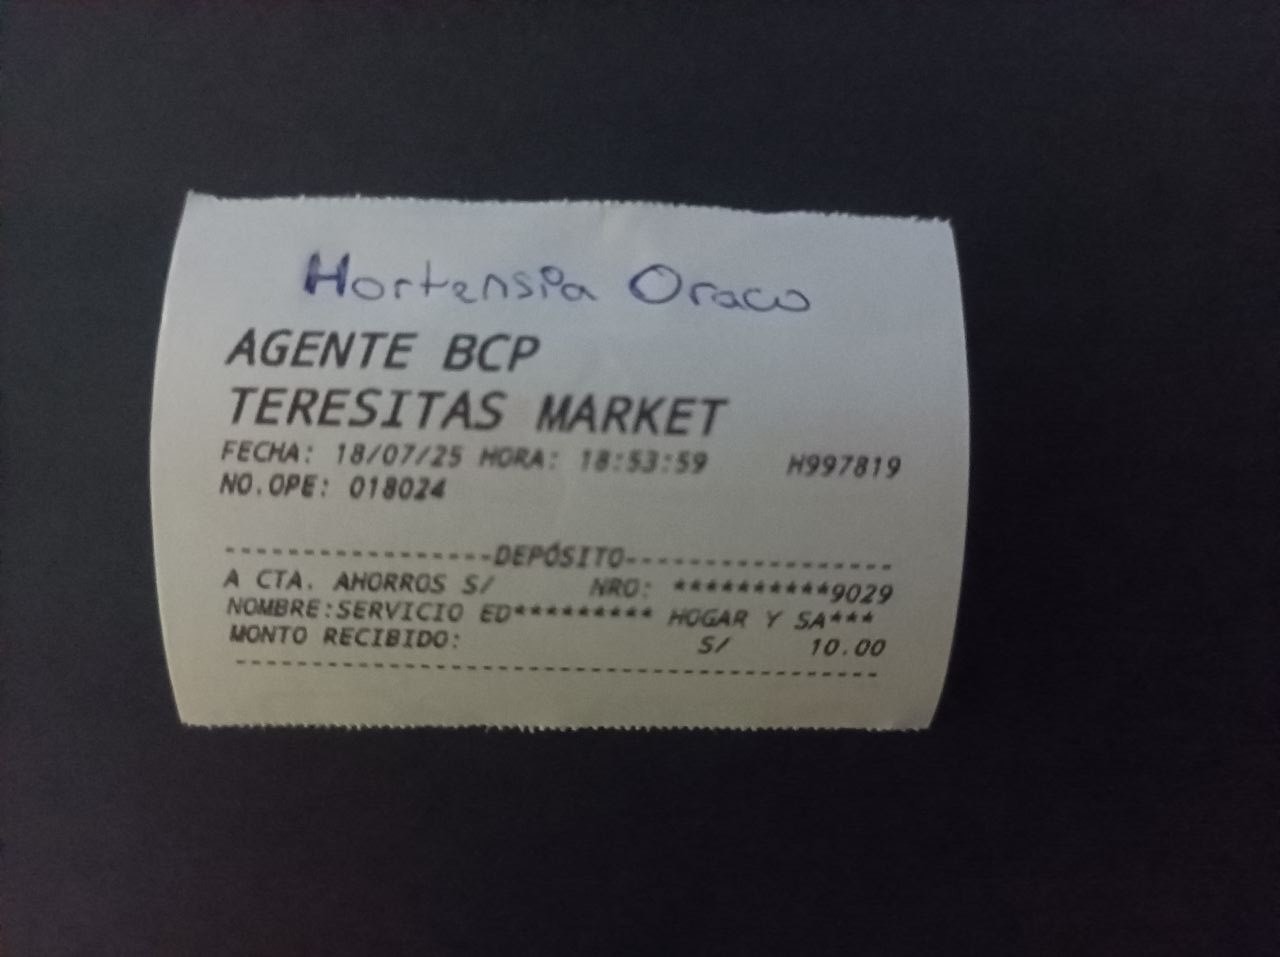 Hortensia Oraco
AGENTE BCP
TERESITAS MARKET
FECHA: 18/07/25 HORA: 18:53:59 H997819
NO.OPE: 018024
-----------------DEPÓSITO-----------------
A CTA. AHORROS S/ NRO: **********9029
NOMBRE:SERVICIO ED********* HOGAR Y SA***
MONTO RECIBIDO: S/ 10.00
------------------------------------------